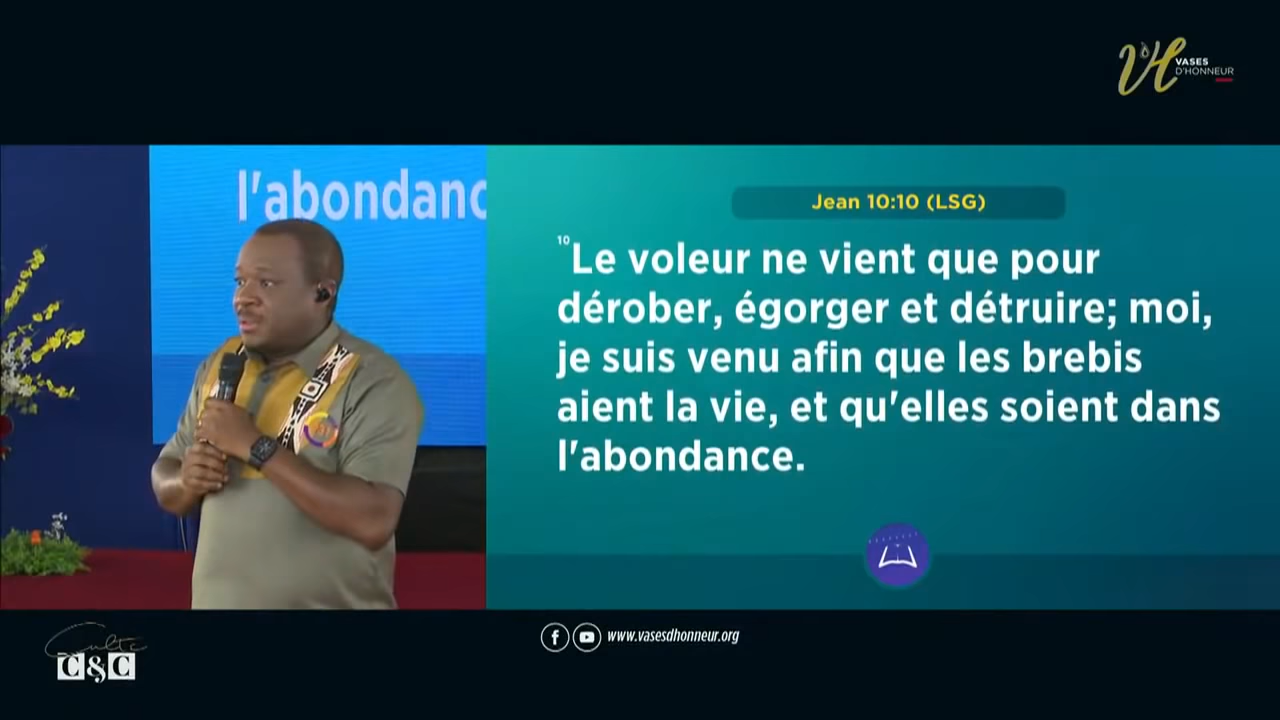 VH VASES
D'HONNEUR
l'abondanc
Jean 10:10 (LSG)
10 Le voleur ne vient que pour
dérober, égorger et détruire; moi,
je suis venu afin que les brebis
aient la vie, et qu'elles soient dans
l'abondance.
Culte
C&C
www.vasesdhonneur.org